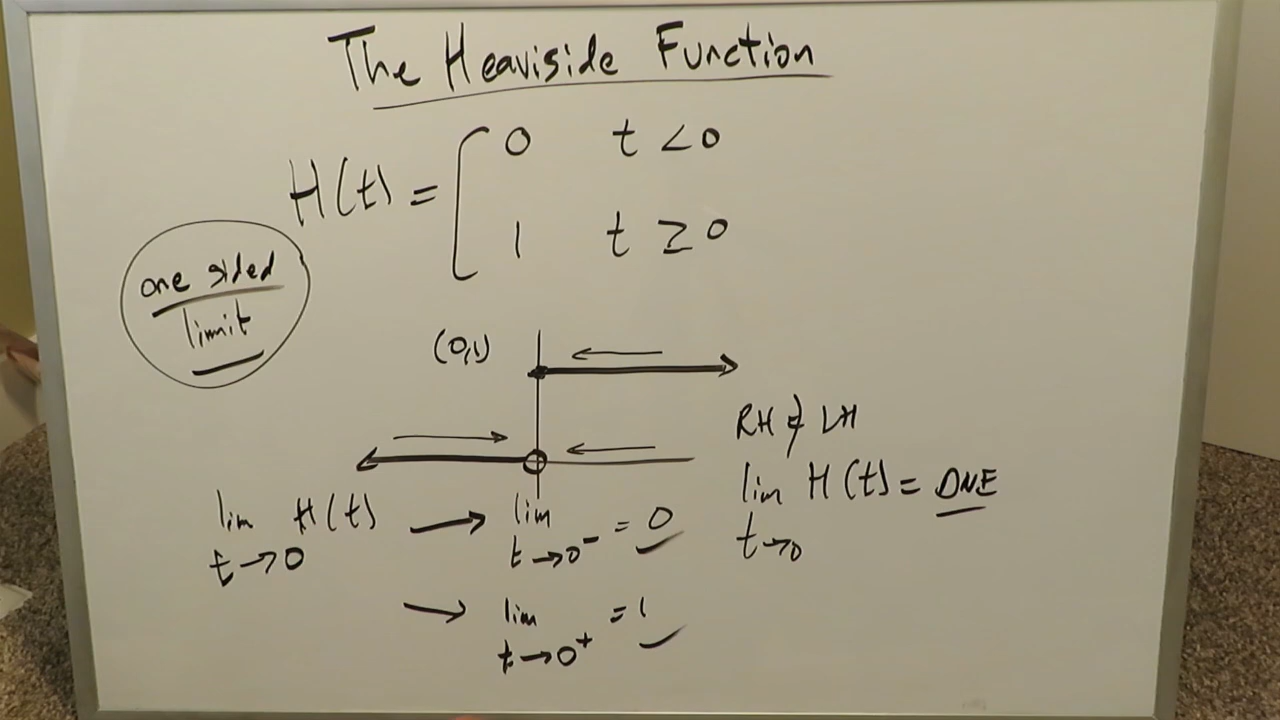 The Heaviside Function
H(t) = { 0 t < 0
1 t ≥ 0
one sided
limit
(0,1)
RH ≠ LH
lim H(t) = DNE
t→0
lim H(t) → lim = 0
t→0 t→0⁻
→ lim = 1
t→0⁺